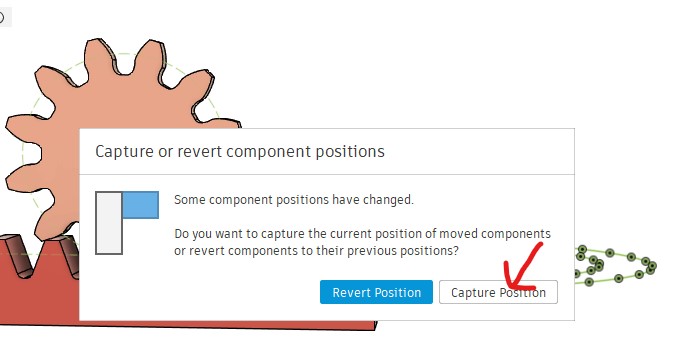 Capture or revert component positions
Some component positions have changed.
Do you want to capture the current position of moved components
or revert components to their previous positions?
Revert Position
Capture Position